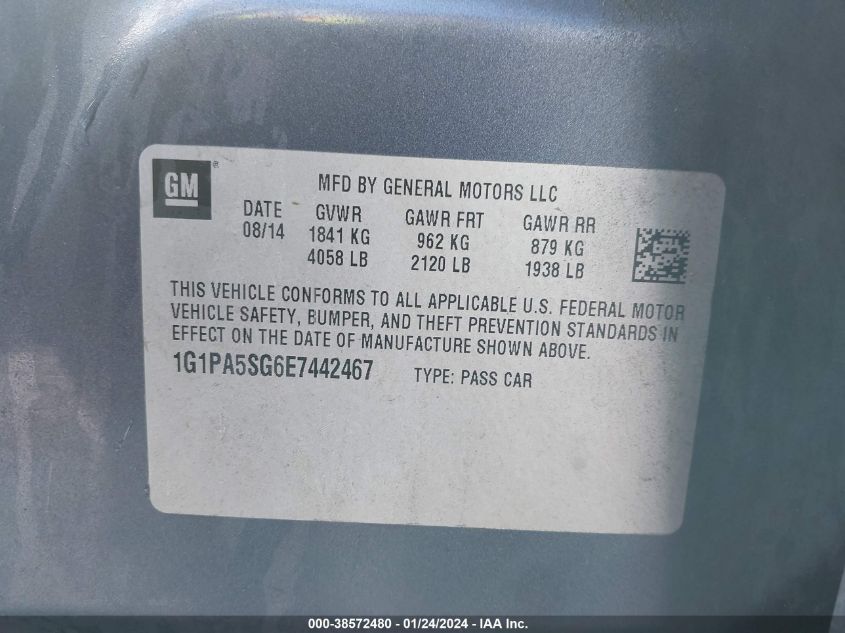 GM®
MFD BY GENERAL MOTORS LLC
DATE GVWR GAWR FRT GAWR RR
08/14 1841 KG 962 KG 879 KG
4058 LB 2120 LB 1938 LB
THIS VEHICLE CONFORMS TO ALL APPLICABLE U.S. FEDERAL MOTOR
VEHICLE SAFETY, BUMPER, AND THEFT PREVENTION STANDARDS IN
EFFECT ON THE DATE OF MANUFACTURE SHOWN ABOVE.
1G1PA5SG6E7442467 TYPE: PASS CAR
000-38572480 - 01/24/2024 - IAA Inc.